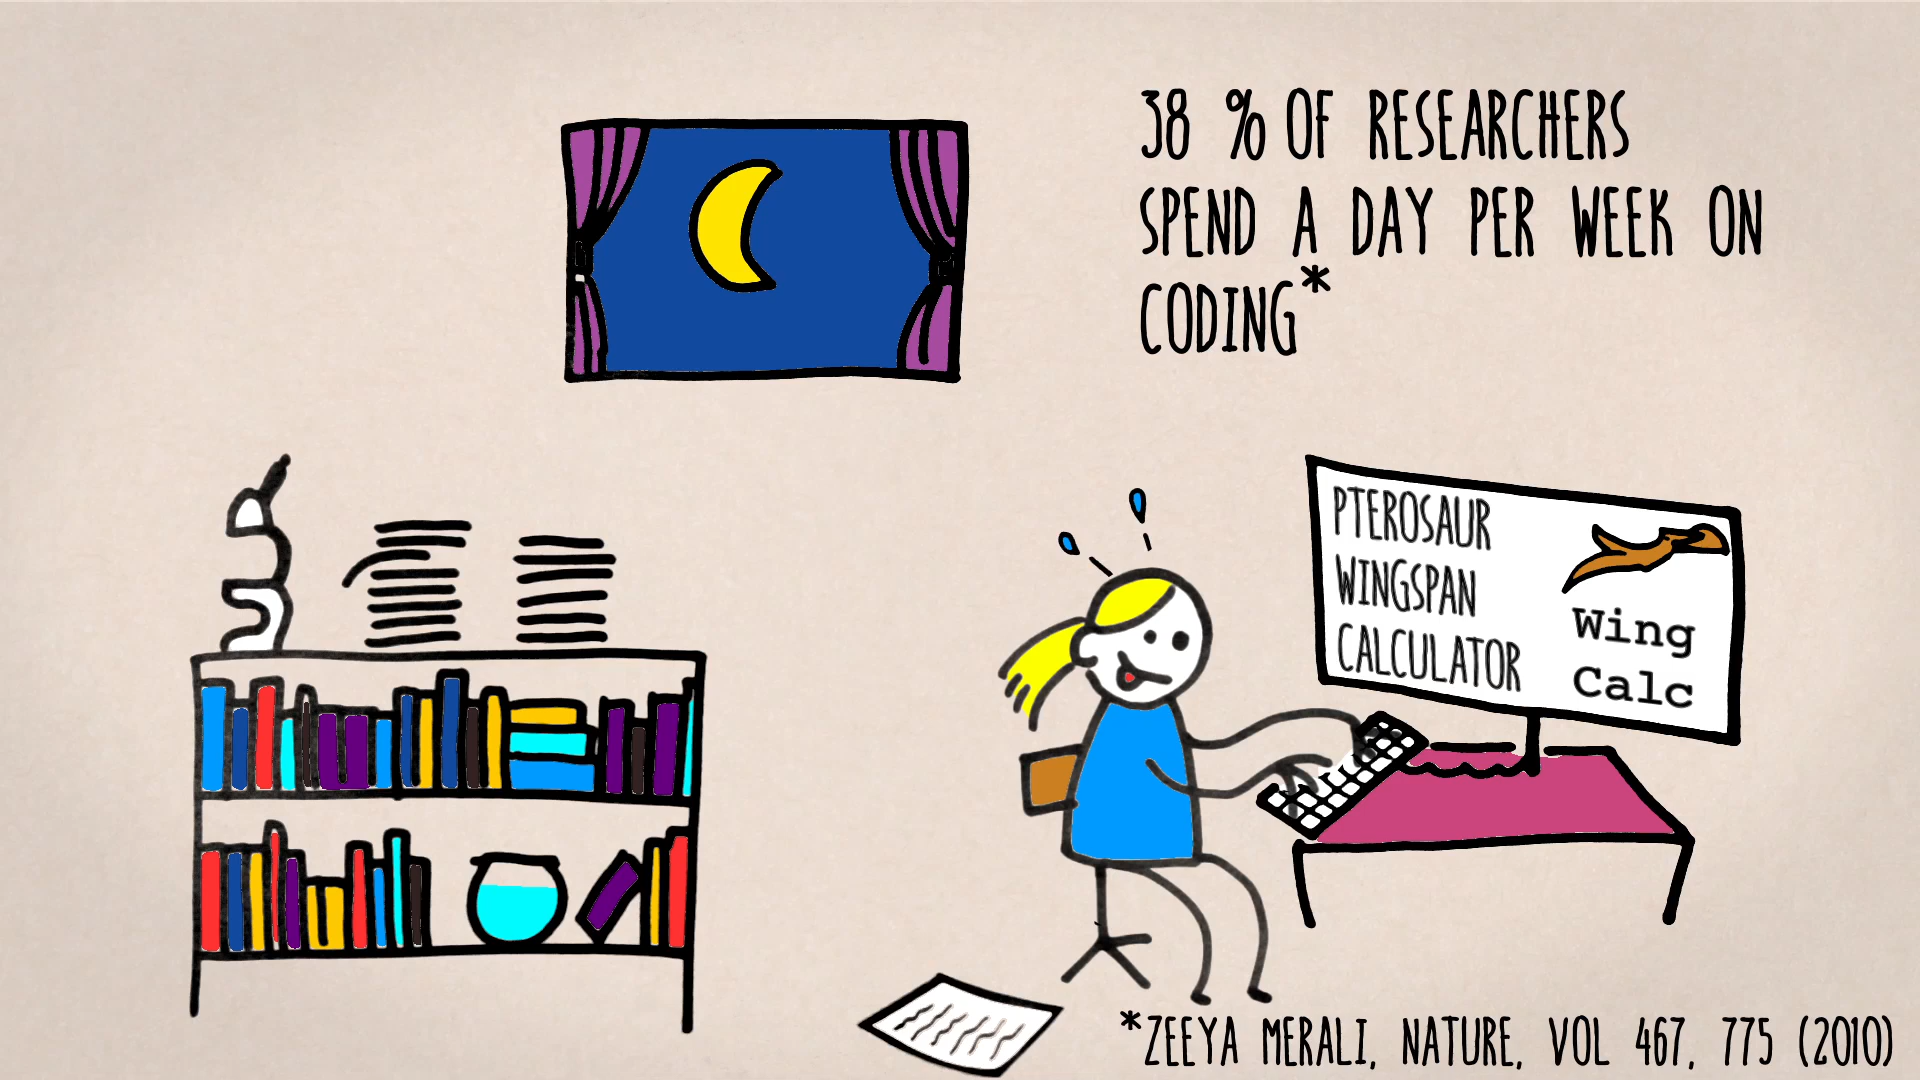 38 % OF RESEARCHERS
SPEND A DAY PER WEEK ON
CODING*
PTEROSAUR
WINGSPAN
CALCULATOR
Wing
Calc
*ZEEYA MERALI, NATURE, VOL 467, 775 (2010)